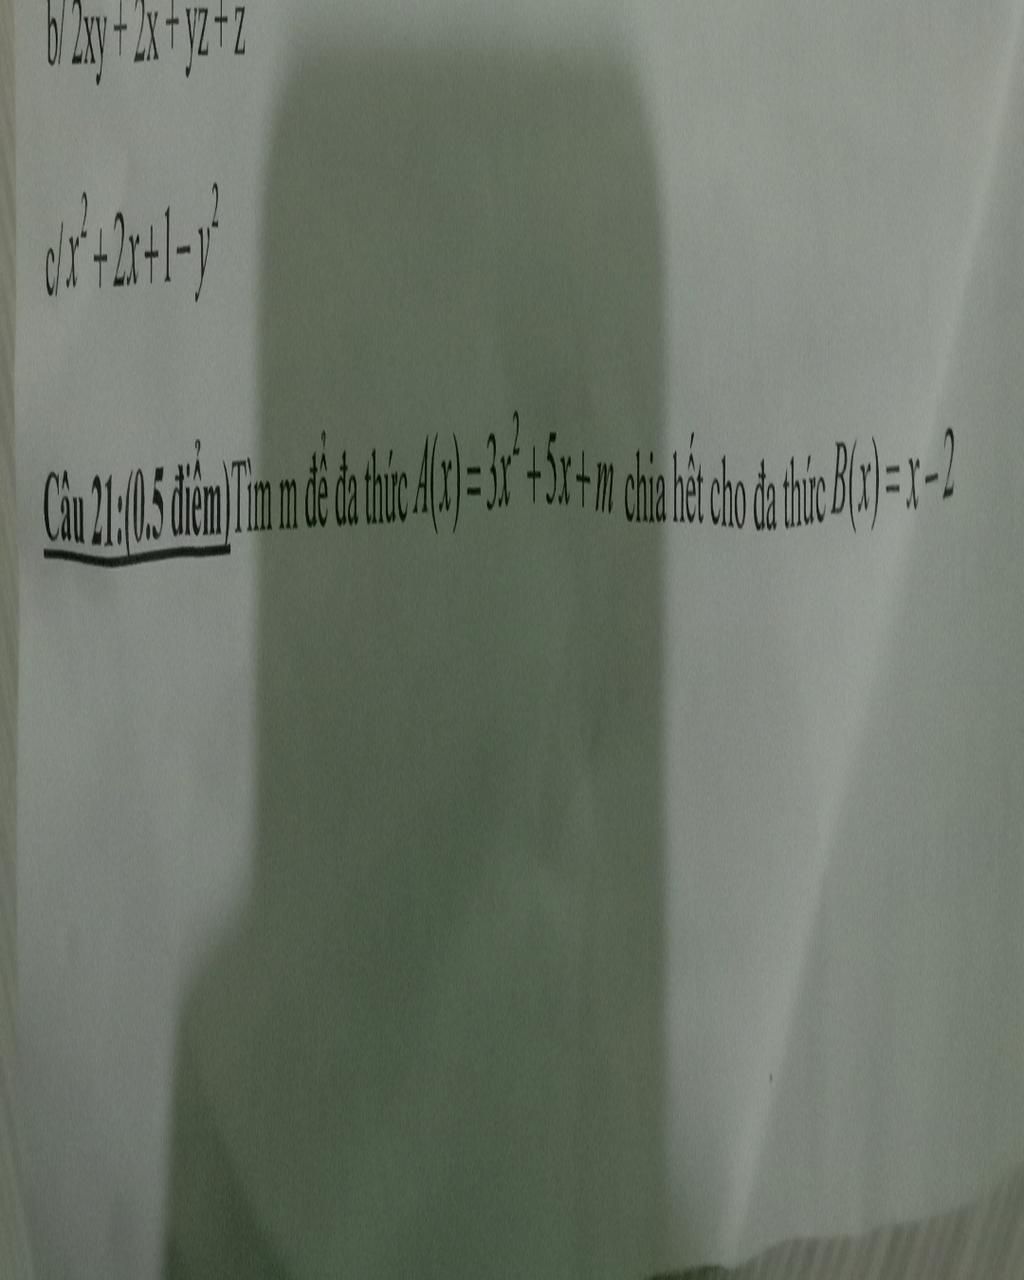 b/ 2xy + 2x + yz + z
c/ x² + 2x + 1 − y²
Câu 21:(0.5 điểm)Tìm m để đa thức A(x) = 3x² + 5x + m chia hết cho đa thức B(x) = x − 2